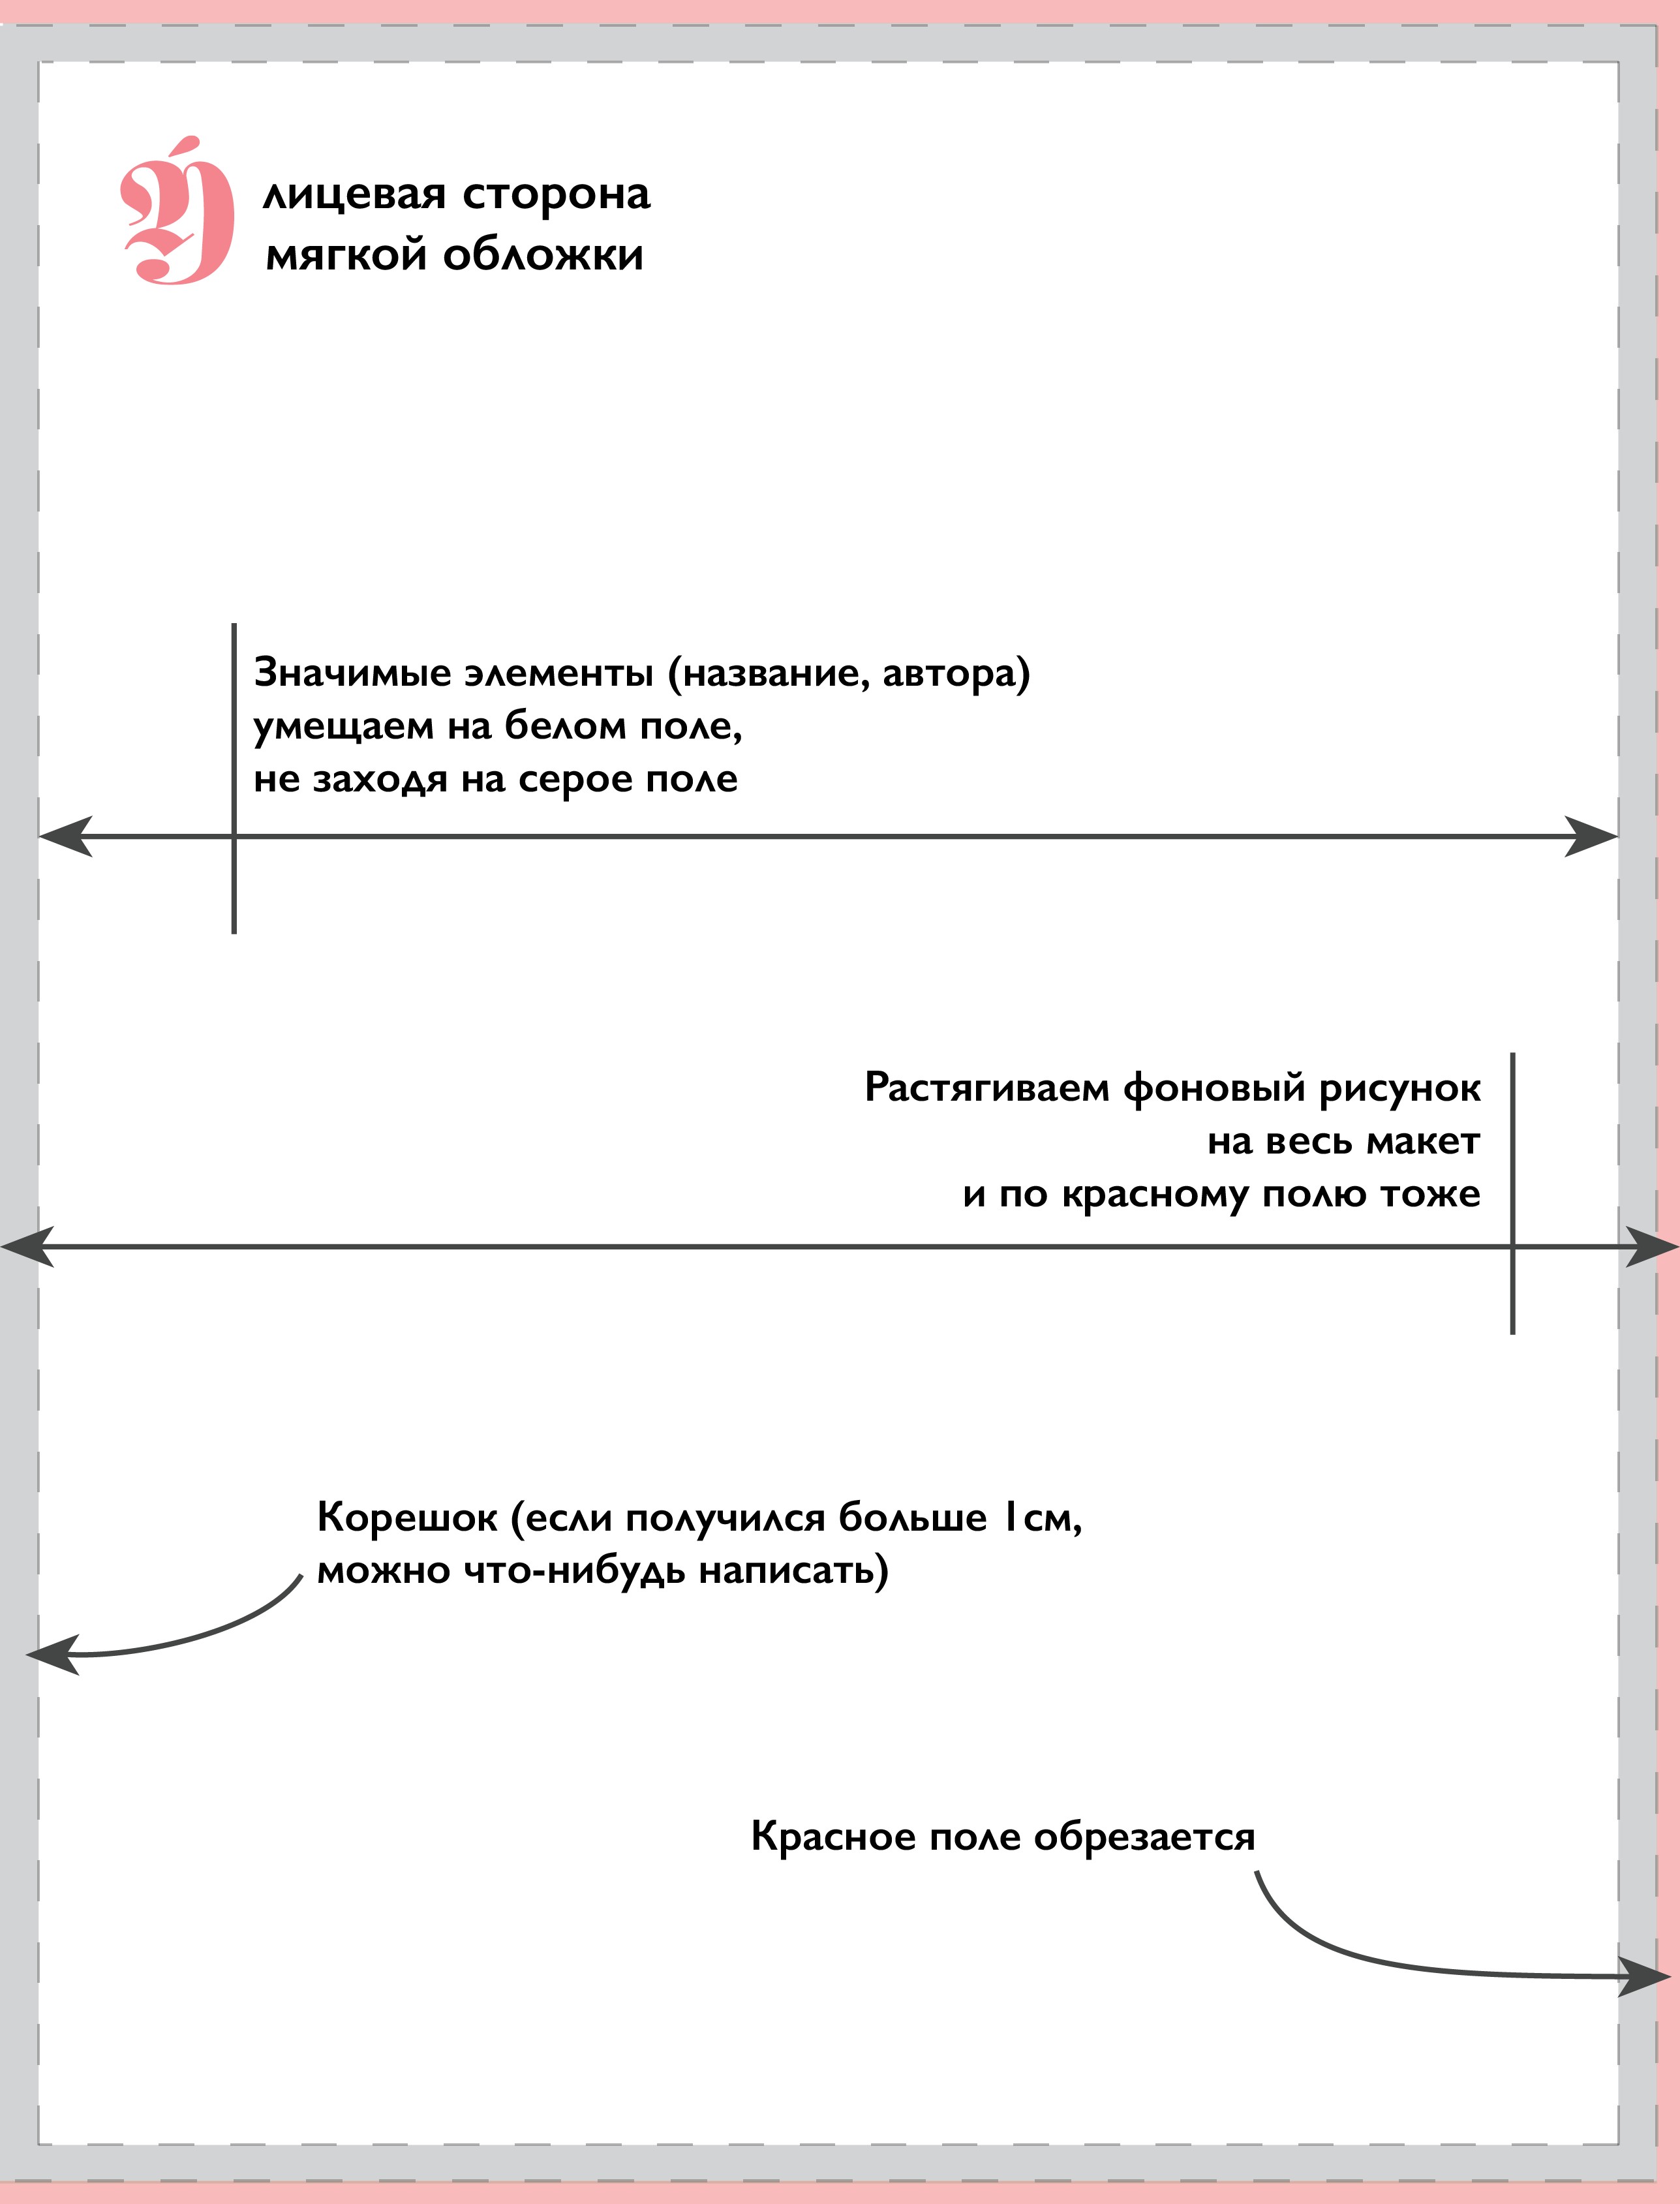 лицевая сторона
мягкой обложки
Значимые элементы (название, автора)
умещаем на белом поле,
не заходя на серое поле
Растягиваем фоновый рисунок
на весь макет
и по красному полю тоже
Корешок (если получился больше 1см,
можно что-нибудь написать)
Красное поле обрезается